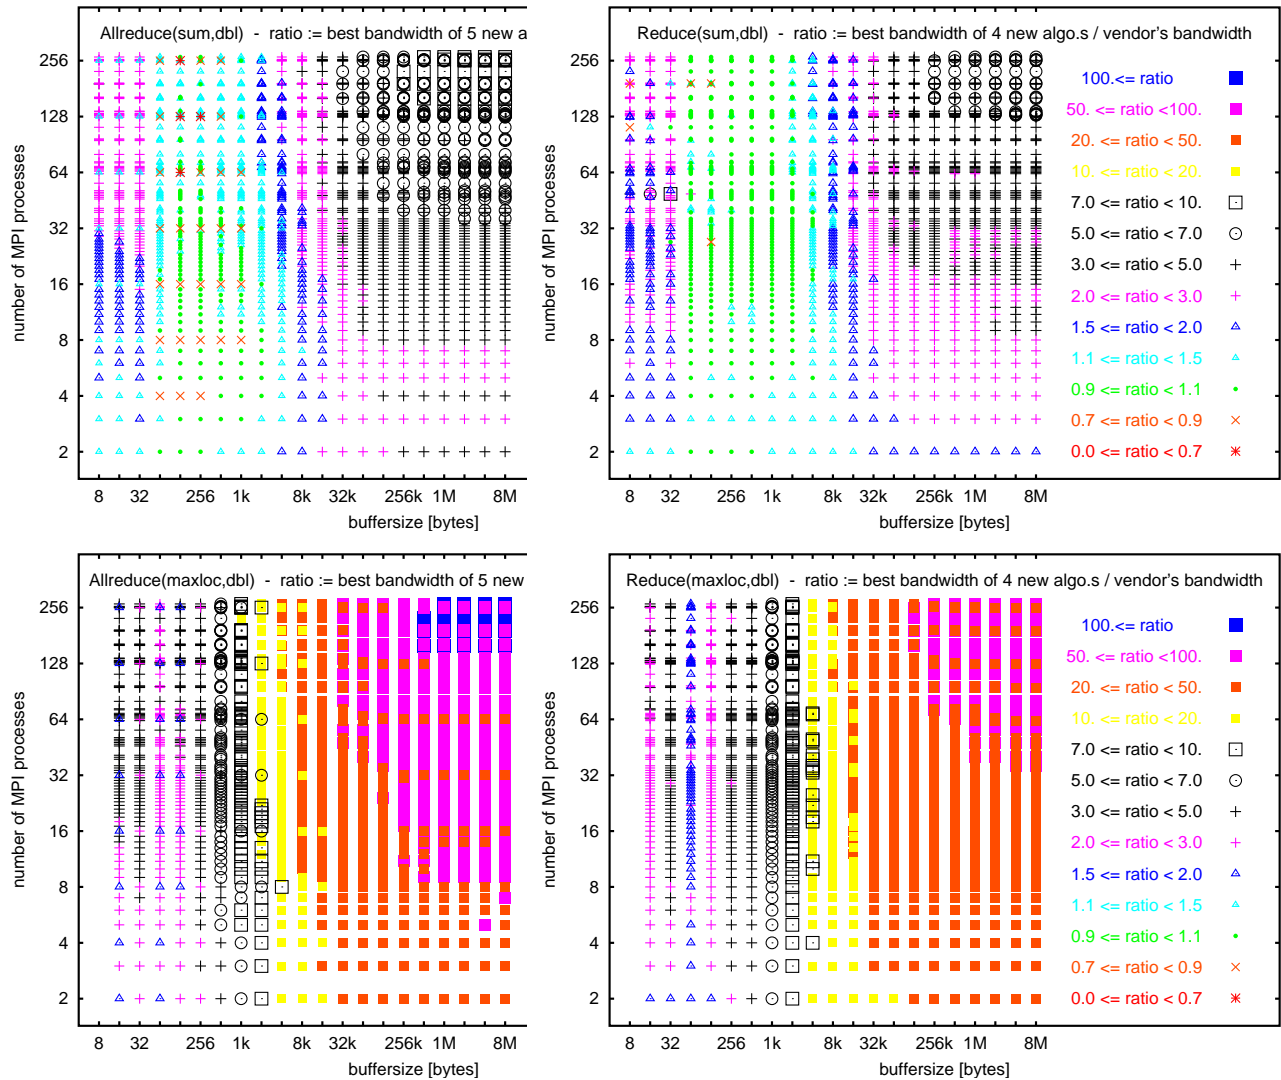 Allreduce(sum,dbl) - ratio := best bandwidth of 5 new a
number of MPI processes
256
128
64
32
16
8
4
2
8 32 256 1k 8k 32k 256k 1M 8M
buffersize [bytes]
Reduce(sum,dbl) - ratio := best bandwidth of 4 new algo.s / vendor's bandwidth
number of MPI processes
256
128
64
32
16
8
4
2
8 32 256 1k 8k 32k 256k 1M 8M
buffersize [bytes]
100.<= ratio
50. <= ratio <100.
20. <= ratio < 50.
10. <= ratio < 20.
7.0 <= ratio < 10.
5.0 <= ratio < 7.0
3.0 <= ratio < 5.0
2.0 <= ratio < 3.0
1.5 <= ratio < 2.0
1.1 <= ratio < 1.5
0.9 <= ratio < 1.1
0.7 <= ratio < 0.9
0.0 <= ratio < 0.7
Allreduce(maxloc,dbl) - ratio := best bandwidth of 5 new
number of MPI processes
256
128
64
32
16
8
4
2
8 32 256 1k 8k 32k 256k 1M 8M
buffersize [bytes]
Reduce(maxloc,dbl) - ratio := best bandwidth of 4 new algo.s / vendor's bandwidth
number of MPI processes
256
128
64
32
16
8
4
2
8 32 256 1k 8k 32k 256k 1M 8M
buffersize [bytes]
100.<= ratio
50. <= ratio <100.
20. <= ratio < 50.
10. <= ratio < 20.
7.0 <= ratio < 10.
5.0 <= ratio < 7.0
3.0 <= ratio < 5.0
2.0 <= ratio < 3.0
1.5 <= ratio < 2.0
1.1 <= ratio < 1.5
0.9 <= ratio < 1.1
0.7 <= ratio < 0.9
0.0 <= ratio < 0.7